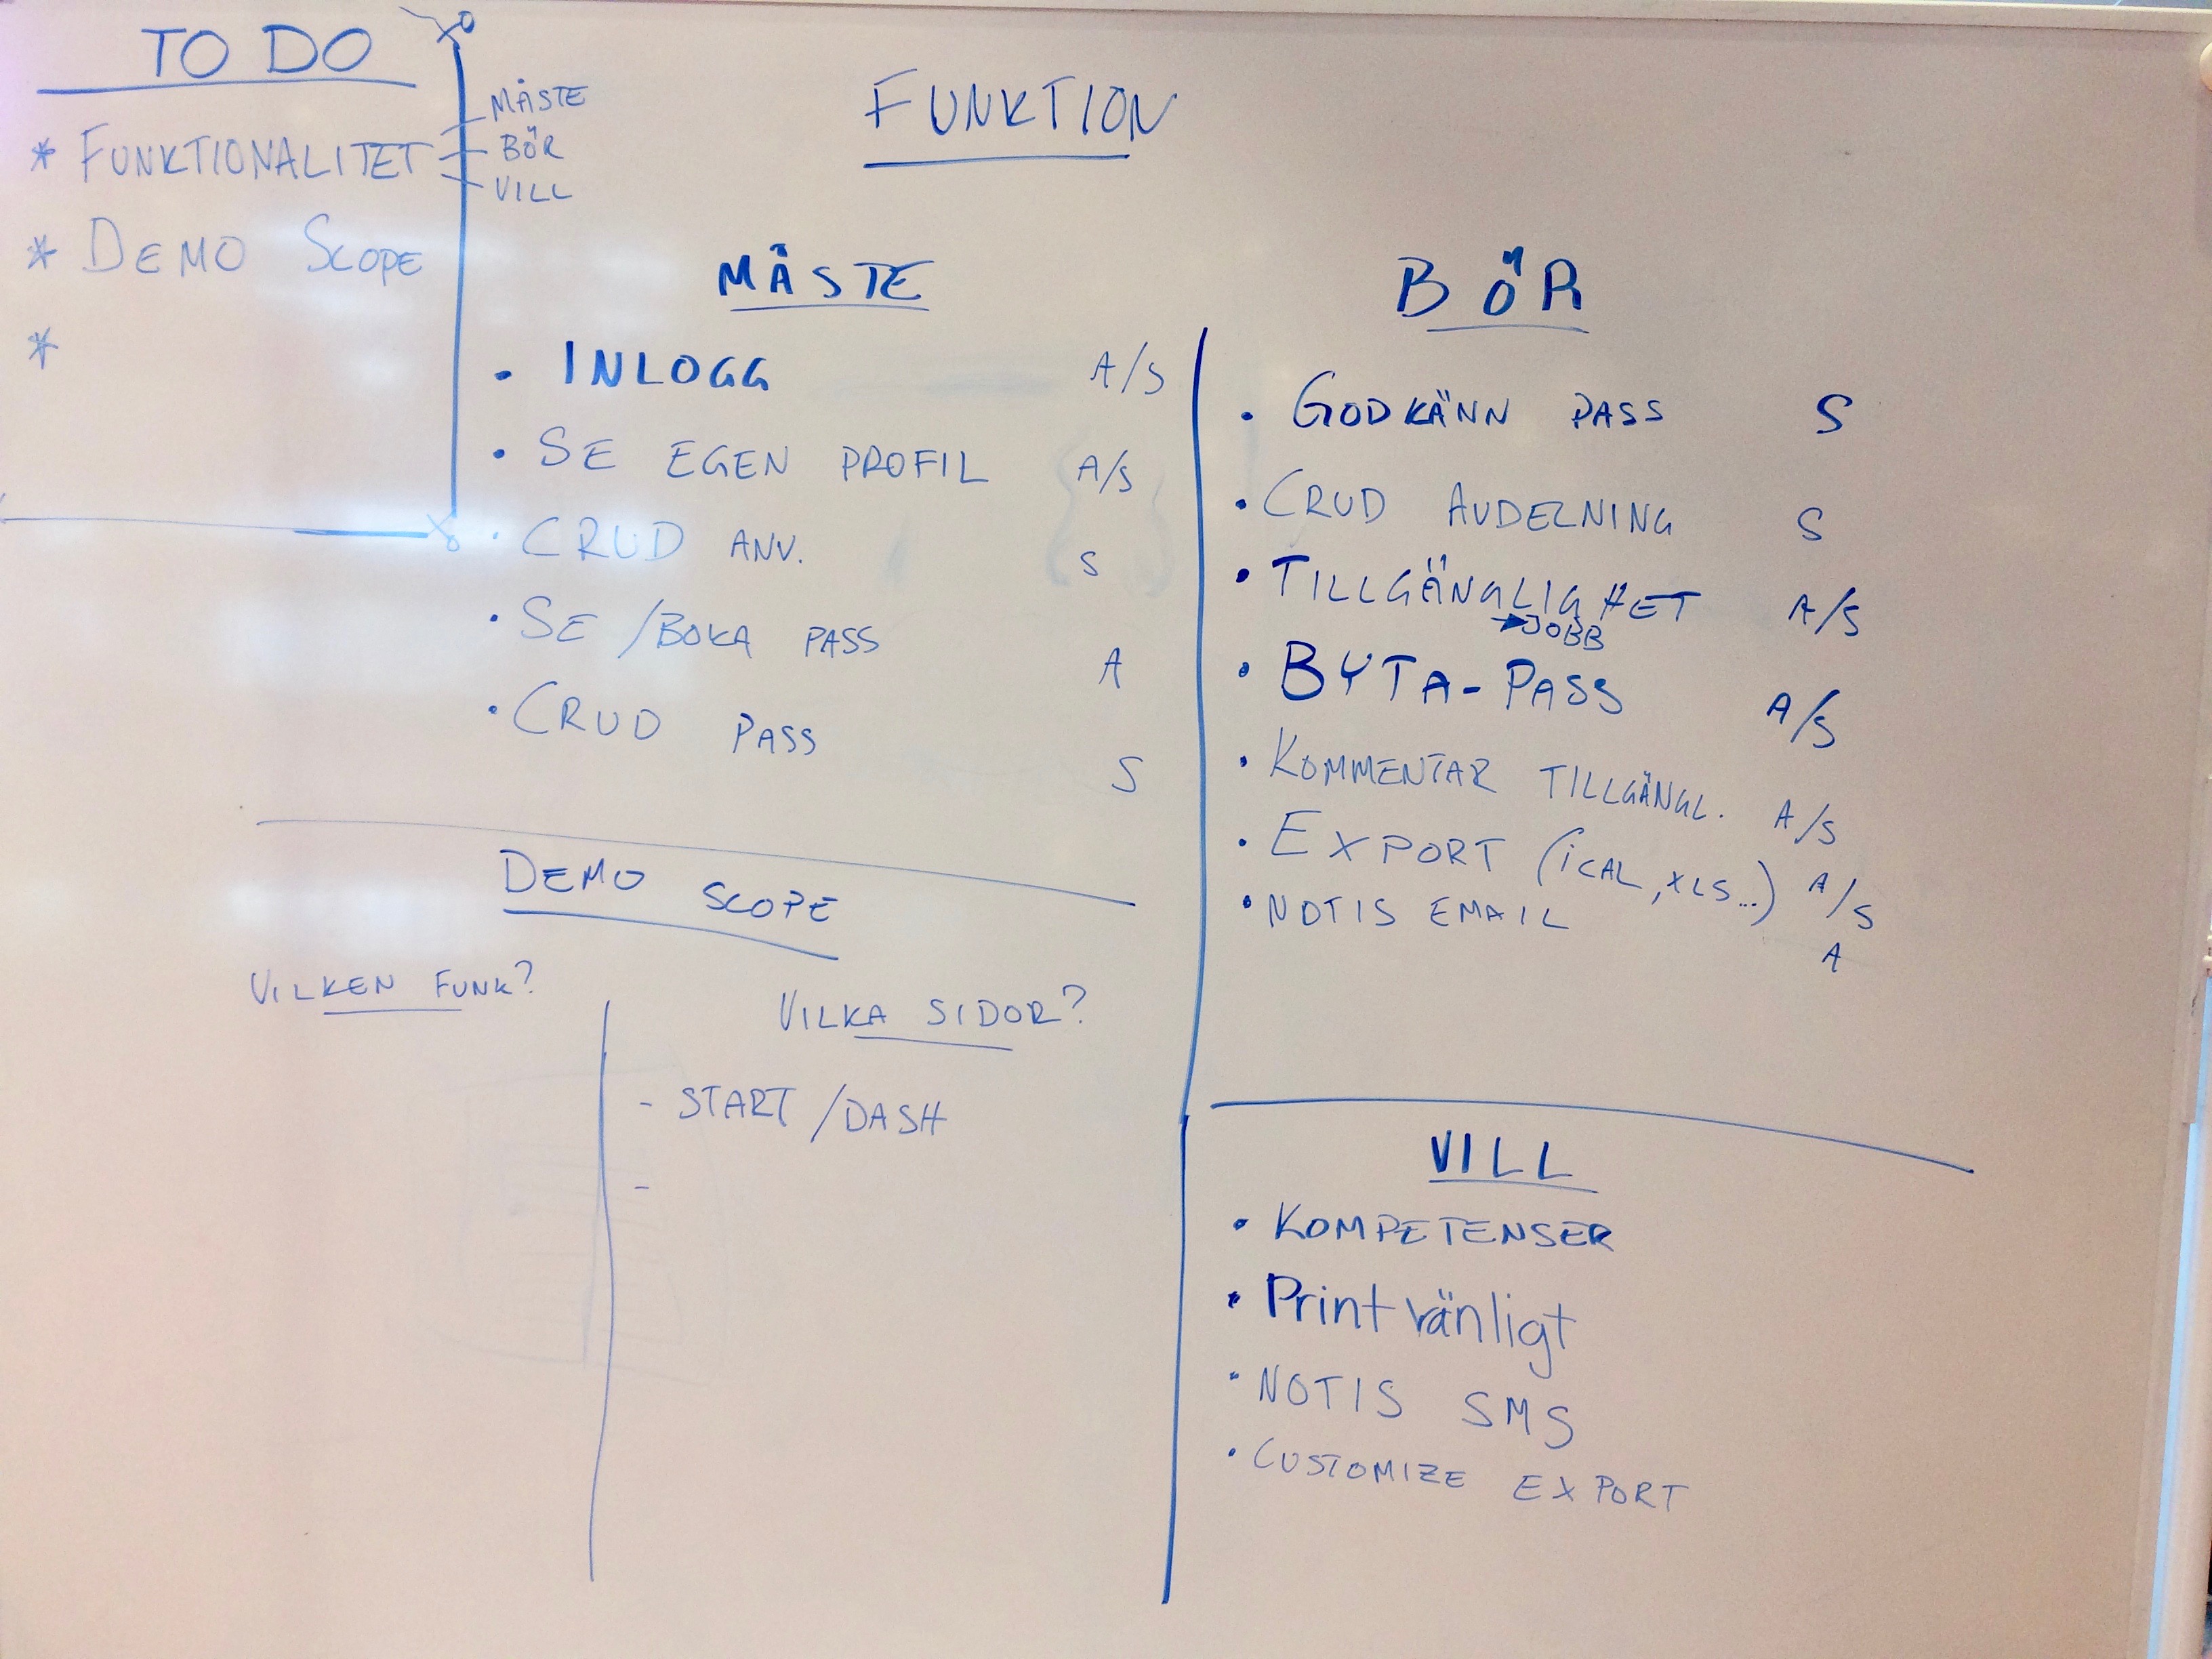 TO DO
* FUNKTIONALITET
MÅSTE
BÖR
VILL
* DEMO SCOPE
*
FUNKTION
MÅSTE
• INLOGG A/S
• SE EGEN PROFIL A/S
• CRUD ANV. S
• SE /BOKA PASS A
• CRUD PASS S
BÖR
• GODKÄNN PASS S
• CRUD AVDELNING S
• TILLGÄNGLIGHET A/S
→JOBB
• BYTA-PASS A/S
• KOMMENTAR TILLGÄNGL. A/S
• EXPORT (iCAL, XLS...) A/S
• NOTIS EMAIL A
DEMO SCOPE
VILKEN FUNK?
VILKA SIDOR?
- START /DASH
-
VILL
• KOMPETENSER
• Printvänligt
• NOTIS SMS
• CUSTOMIZE EXPORT